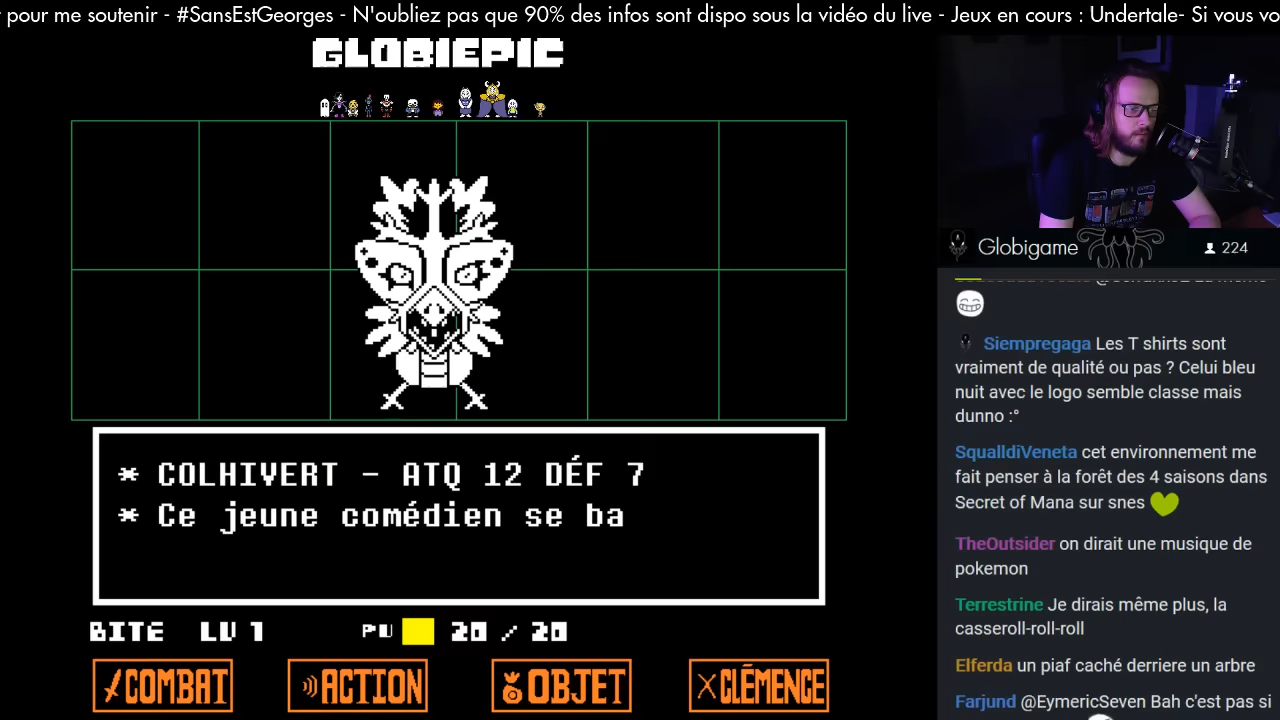 pour me soutenir - #SansEstGeorges - N'oubliez pas que 90% des infos sont dispo sous la vidéo du live - Jeux en cours : Undertale- Si vous vo
GLOBIEPIC
Globigame
224
Siempregaga Les T shirts sont
vraiment de qualité ou pas ? Celui bleu
nuit avec le logo semble classe mais
dunno :°
SqualldiVeneta cet environnement me
fait penser à la forêt des 4 saisons dans
Secret of Mana sur snes
TheOutsider on dirait une musique de
pokemon
Terrestrine Je dirais même plus, la
casseroll-roll-roll
Elferda un piaf caché derriere un arbre
Farjund @EymericSeven Bah c'est pas si
* COLHIVERT - ATQ 12 DÉF 7
* Ce jeune comédien se ba
BITE LV 1 PV 20 / 20
COMBAT ACTION OBJET CLÉMENCE